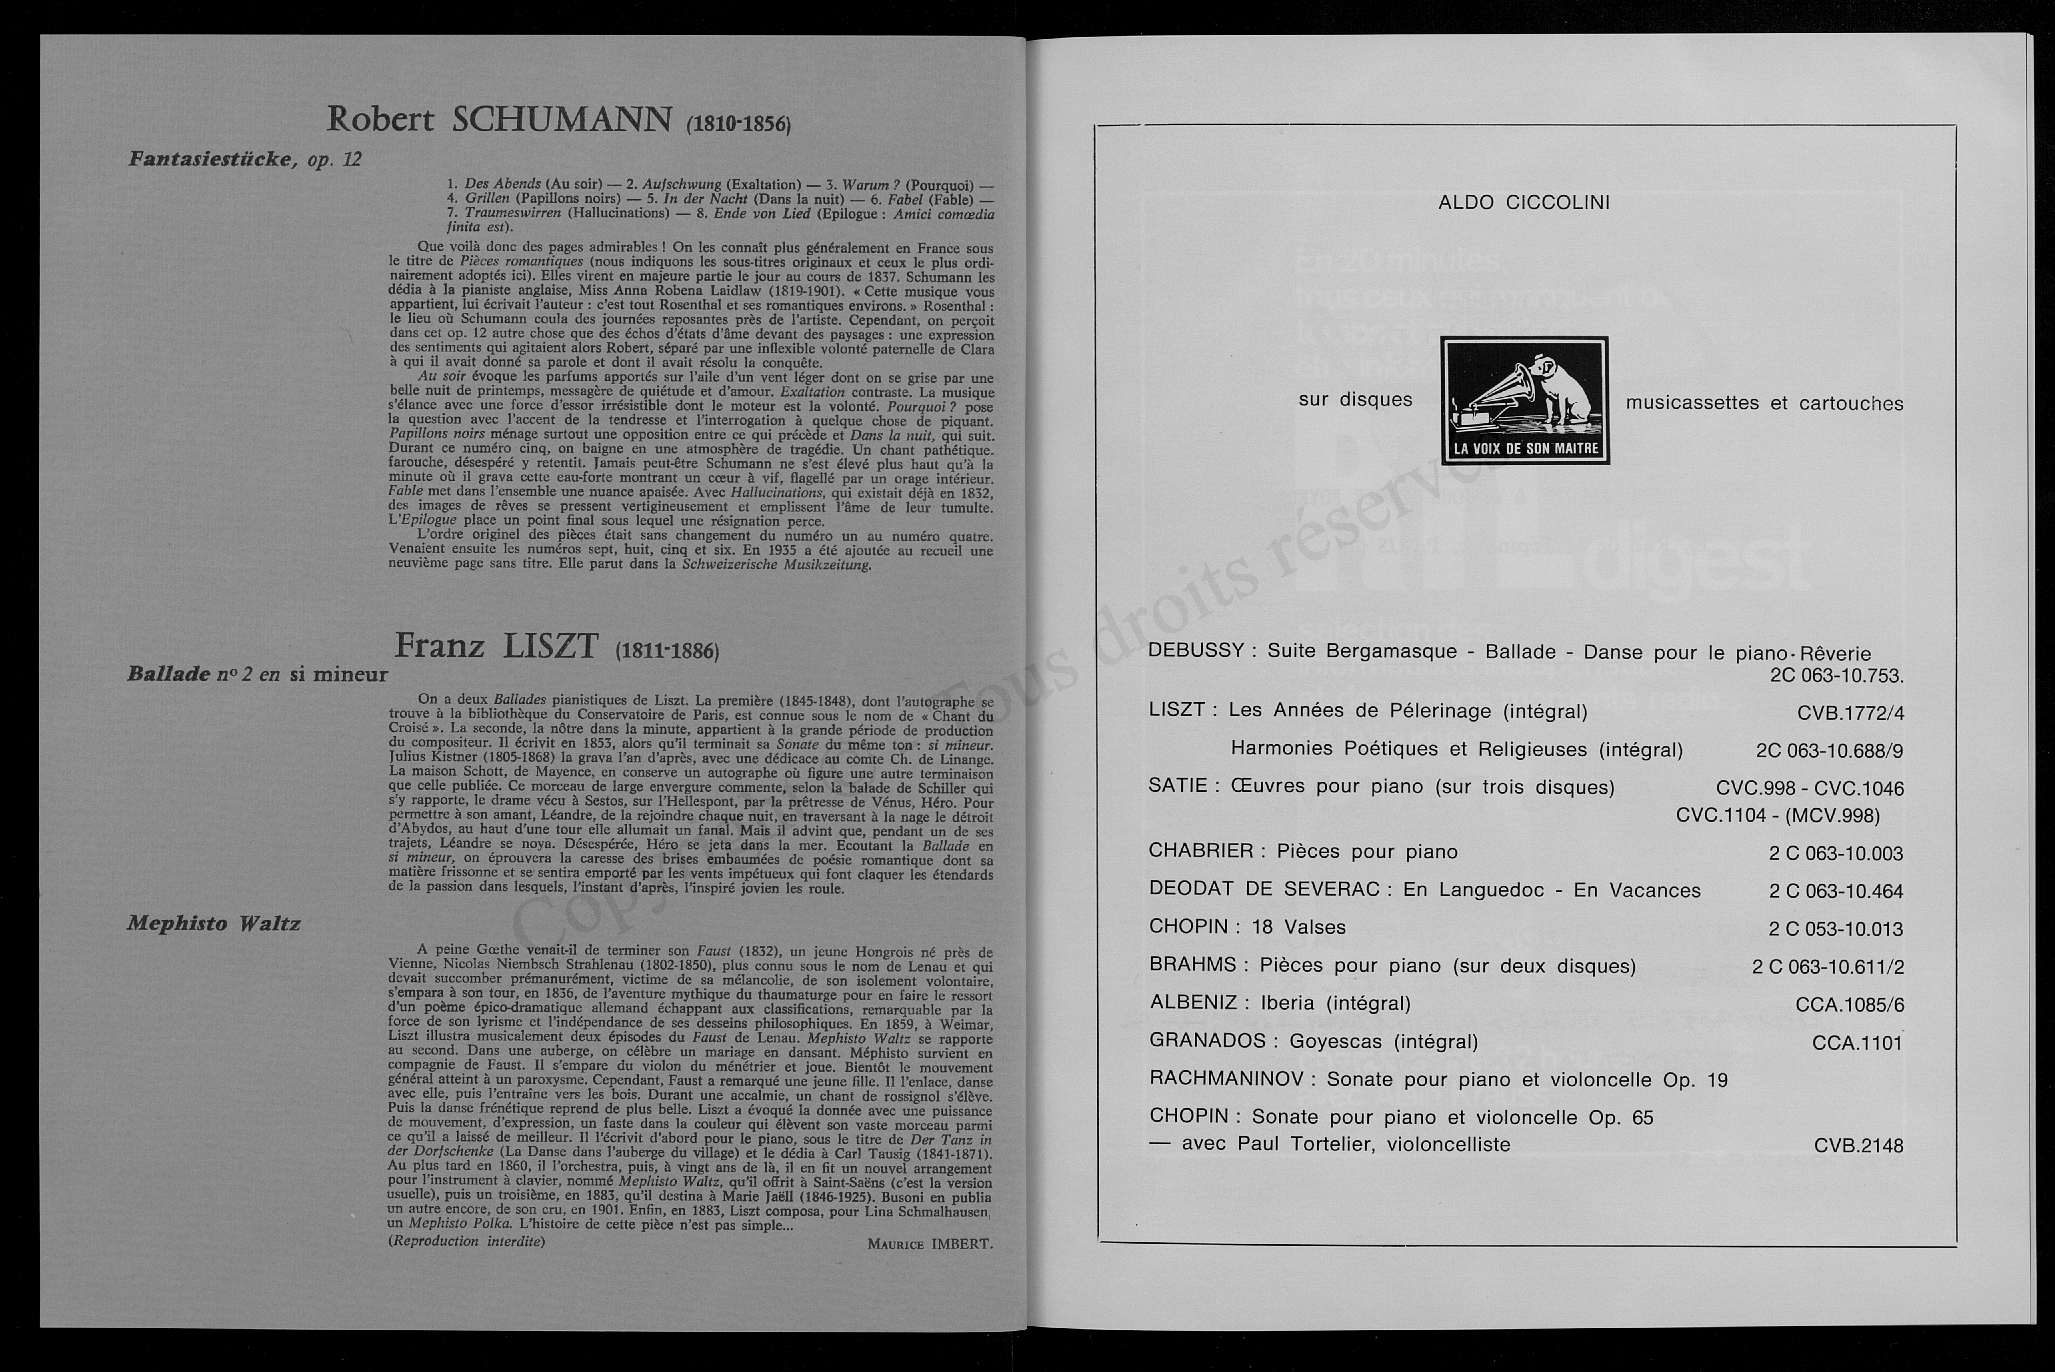 Robert SCHUMANN (1810-1856)
Fantasiestücke, op. 12
1. Des Abends (Au soir) — 2. Aufschwung (Exaltation) — 3. Warum ? (Pourquoi) —
4. Grillen (Papillons noirs) — 5. In der Nacht (Dans la nuit) — 6. Fabel (Fable) —
7. Traumeswirren (Hallucinations) — 8. Ende von Lied (Epilogue : Amici comœdia
finita est).
Que voilà donc des pages admirables ! On les connaît plus généralement en France sous
le titre de Pièces romantiques (nous indiquons les sous-titres originaux et ceux le plus ordi-
nairement adoptés ici). Elles virent en majeure partie le jour au cours de 1837. Schumann les
dédia à la pianiste anglaise, Miss Anna Robena Laidlaw (1819-1901). « Cette musique vous
appartient, lui écrivait l'auteur : c'est tout Rosenthal et ses romantiques environs. » Rosenthal :
le lieu où Schumann coula des journées reposantes près de l'artiste. Cependant, on perçoit
dans cet op. 12 autre chose que des échos d'états d'âme devant des paysages : une expression
des sentiments qui agitaient alors Robert, séparé par une inflexible volonté paternelle de Clara
à qui il avait donné sa parole et dont il avait résolu la conquête.
Au soir évoque les parfums apportés sur l'aile d'un vent léger dont on se grise par une
belle nuit de printemps, messagère de quiétude et d'amour. Exaltation contraste. La musique
s'élance avec une force d'essor irrésistible dont le moteur est la volonté. Pourquoi ? pose
la question avec l'accent de la tendresse et l'interrogation à quelque chose de piquant.
Papillons noirs ménage surtout une opposition entre ce qui précède et Dans la nuit, qui suit.
Durant ce numéro cinq, on baigne en une atmosphère de tragédie. Un chant pathétique.
farouche, désespéré y retentit. Jamais peut-être Schumann ne s'est élevé plus haut qu'à la
minute où il grava cette eau-forte montrant un cœur à vif, flagellé par un orage intérieur.
Fable met dans l'ensemble une nuance apaisée. Avec Hallucinations, qui existait déjà en 1832,
des images de rêves se pressent vertigineusement et emplissent l'âme de leur tumulte.
L'Epilogue place un point final sous lequel une résignation perce.
L'ordre originel des pièces était sans changement du numéro un au numéro quatre.
Venaient ensuite les numéros sept, huit, cinq et six. En 1935 a été ajoutée au recueil une
neuvième page sans titre. Elle parut dans la Schweizerische Musikzeitung.
Franz LISZT (1811-1886)
Ballade nº 2 en si mineur
On a deux Ballades pianistiques de Liszt. La première (1845-1848), dont l'autographe se
trouve à la bibliothèque du Conservatoire de Paris, est connue sous le nom de « Chant du
Croisé ». La seconde, la nôtre dans la minute, appartient à la grande période de production
du compositeur. Il écrivit en 1853, alors qu'il terminait sa Sonate du même ton : si mineur.
Julius Kistner (1805-1868) la grava l'an d'après, avec une dédicace au comte Ch. de Linange.
La maison Schott, de Mayence, en conserve un autographe où figure une autre terminaison
que celle publiée. Ce morceau de large envergure commente, selon la balade de Schiller qui
s'y rapporte, le drame vécu à Sestos, sur l'Hellespont, par la prêtresse de Vénus, Héro. Pour
permettre à son amant, Léandre, de la rejoindre chaque nuit, en traversant à la nage le détroit
d'Abydos, au haut d'une tour elle allumait un fanal. Mais il advint que, pendant un de ses
trajets, Léandre se noya. Désespérée, Héro se jeta dans la mer. Ecoutant la Ballade en
si mineur, on éprouvera la caresse des brises embaumées de poésie romantique dont sa
matière frissonne et se sentira emporté par les vents impétueux qui font claquer les étendards
de la passion dans lesquels, l'instant d'après, l'inspiré jovien les roule.
Mephisto Waltz
A peine Gœthe venait-il de terminer son Faust (1832), un jeune Hongrois né près de
Vienne, Nicolas Niembsch Strahlenau (1802-1850), plus connu sous le nom de Lenau et qui
devait succomber prémanurément, victime de sa mélancolie, de son isolement volontaire,
s'empara à son tour, en 1836, de l'aventure mythique du thaumaturge pour en faire le ressort
d'un poème épico-dramatique allemand échappant aux classifications, remarquable par la
force de son lyrisme et l'indépendance de ses desseins philosophiques. En 1859, à Weimar,
Liszt illustra musicalement deux épisodes du Faust de Lenau. Mephisto Waltz se rapporte
au second. Dans une auberge, on célèbre un mariage en dansant. Méphisto survient en
compagnie de Faust. Il s'empare du violon du ménétrier et joue. Bientôt le mouvement
général atteint à un paroxysme. Cependant, Faust a remarqué une jeune fille. Il l'enlace, danse
avec elle, puis l'entraîne vers les bois. Durant une accalmie, un chant de rossignol s'élève.
Puis la danse frénétique reprend de plus belle. Liszt a évoqué la donnée avec une puissance
de mouvement, d'expression, un faste dans la couleur qui élèvent son vaste morceau parmi
ce qu'il a laissé de meilleur. Il l'écrivit d'abord pour le piano, sous le titre de Der Tanz in
der Dorfschenke (La Danse dans l'auberge du village) et le dédia à Carl Tausig (1841-1871).
Au plus tard en 1860, il l'orchestra, puis, à vingt ans de là, il en fit un nouvel arrangement
pour l'instrument à clavier, nommé Mephisto Waltz, qu'il offrit à Saint-Saëns (c'est la version
usuelle), puis un troisième, en 1883, qu'il destina à Marie Jaëll (1846-1925). Busoni en publia
un autre encore, de son cru, en 1901. Enfin, en 1883, Liszt composa, pour Lina Schmalhausen,
un Mephisto Polka. L'histoire de cette pièce n'est pas simple...
(Reproduction interdite) MAURICE IMBERT.
ALDO CICCOLINI
sur disques
LA VOIX DE SON MAITRE
musicassettes et cartouches
DEBUSSY : Suite Bergamasque - Ballade - Danse pour le piano - Rêverie
2C 063-10.753.
LISZT : Les Années de Pélerinage (intégral) CVB.1772/4
Harmonies Poétiques et Religieuses (intégral) 2C 063-10.688/9
SATIE : Œuvres pour piano (sur trois disques) CVC.998 - CVC.1046
CVC.1104 - (MCV.998)
CHABRIER : Pièces pour piano 2 C 063-10.003
DEODAT DE SEVERAC : En Languedoc - En Vacances 2 C 063-10.464
CHOPIN : 18 Valses 2 C 053-10.013
BRAHMS : Pièces pour piano (sur deux disques) 2 C 063-10.611/2
ALBENIZ : Iberia (intégral) CCA.1085/6
GRANADOS : Goyescas (intégral) CCA.1101
RACHMANINOV : Sonate pour piano et violoncelle Op. 19
CHOPIN : Sonate pour piano et violoncelle Op. 65
— avec Paul Tortelier, violoncelliste CVB.2148